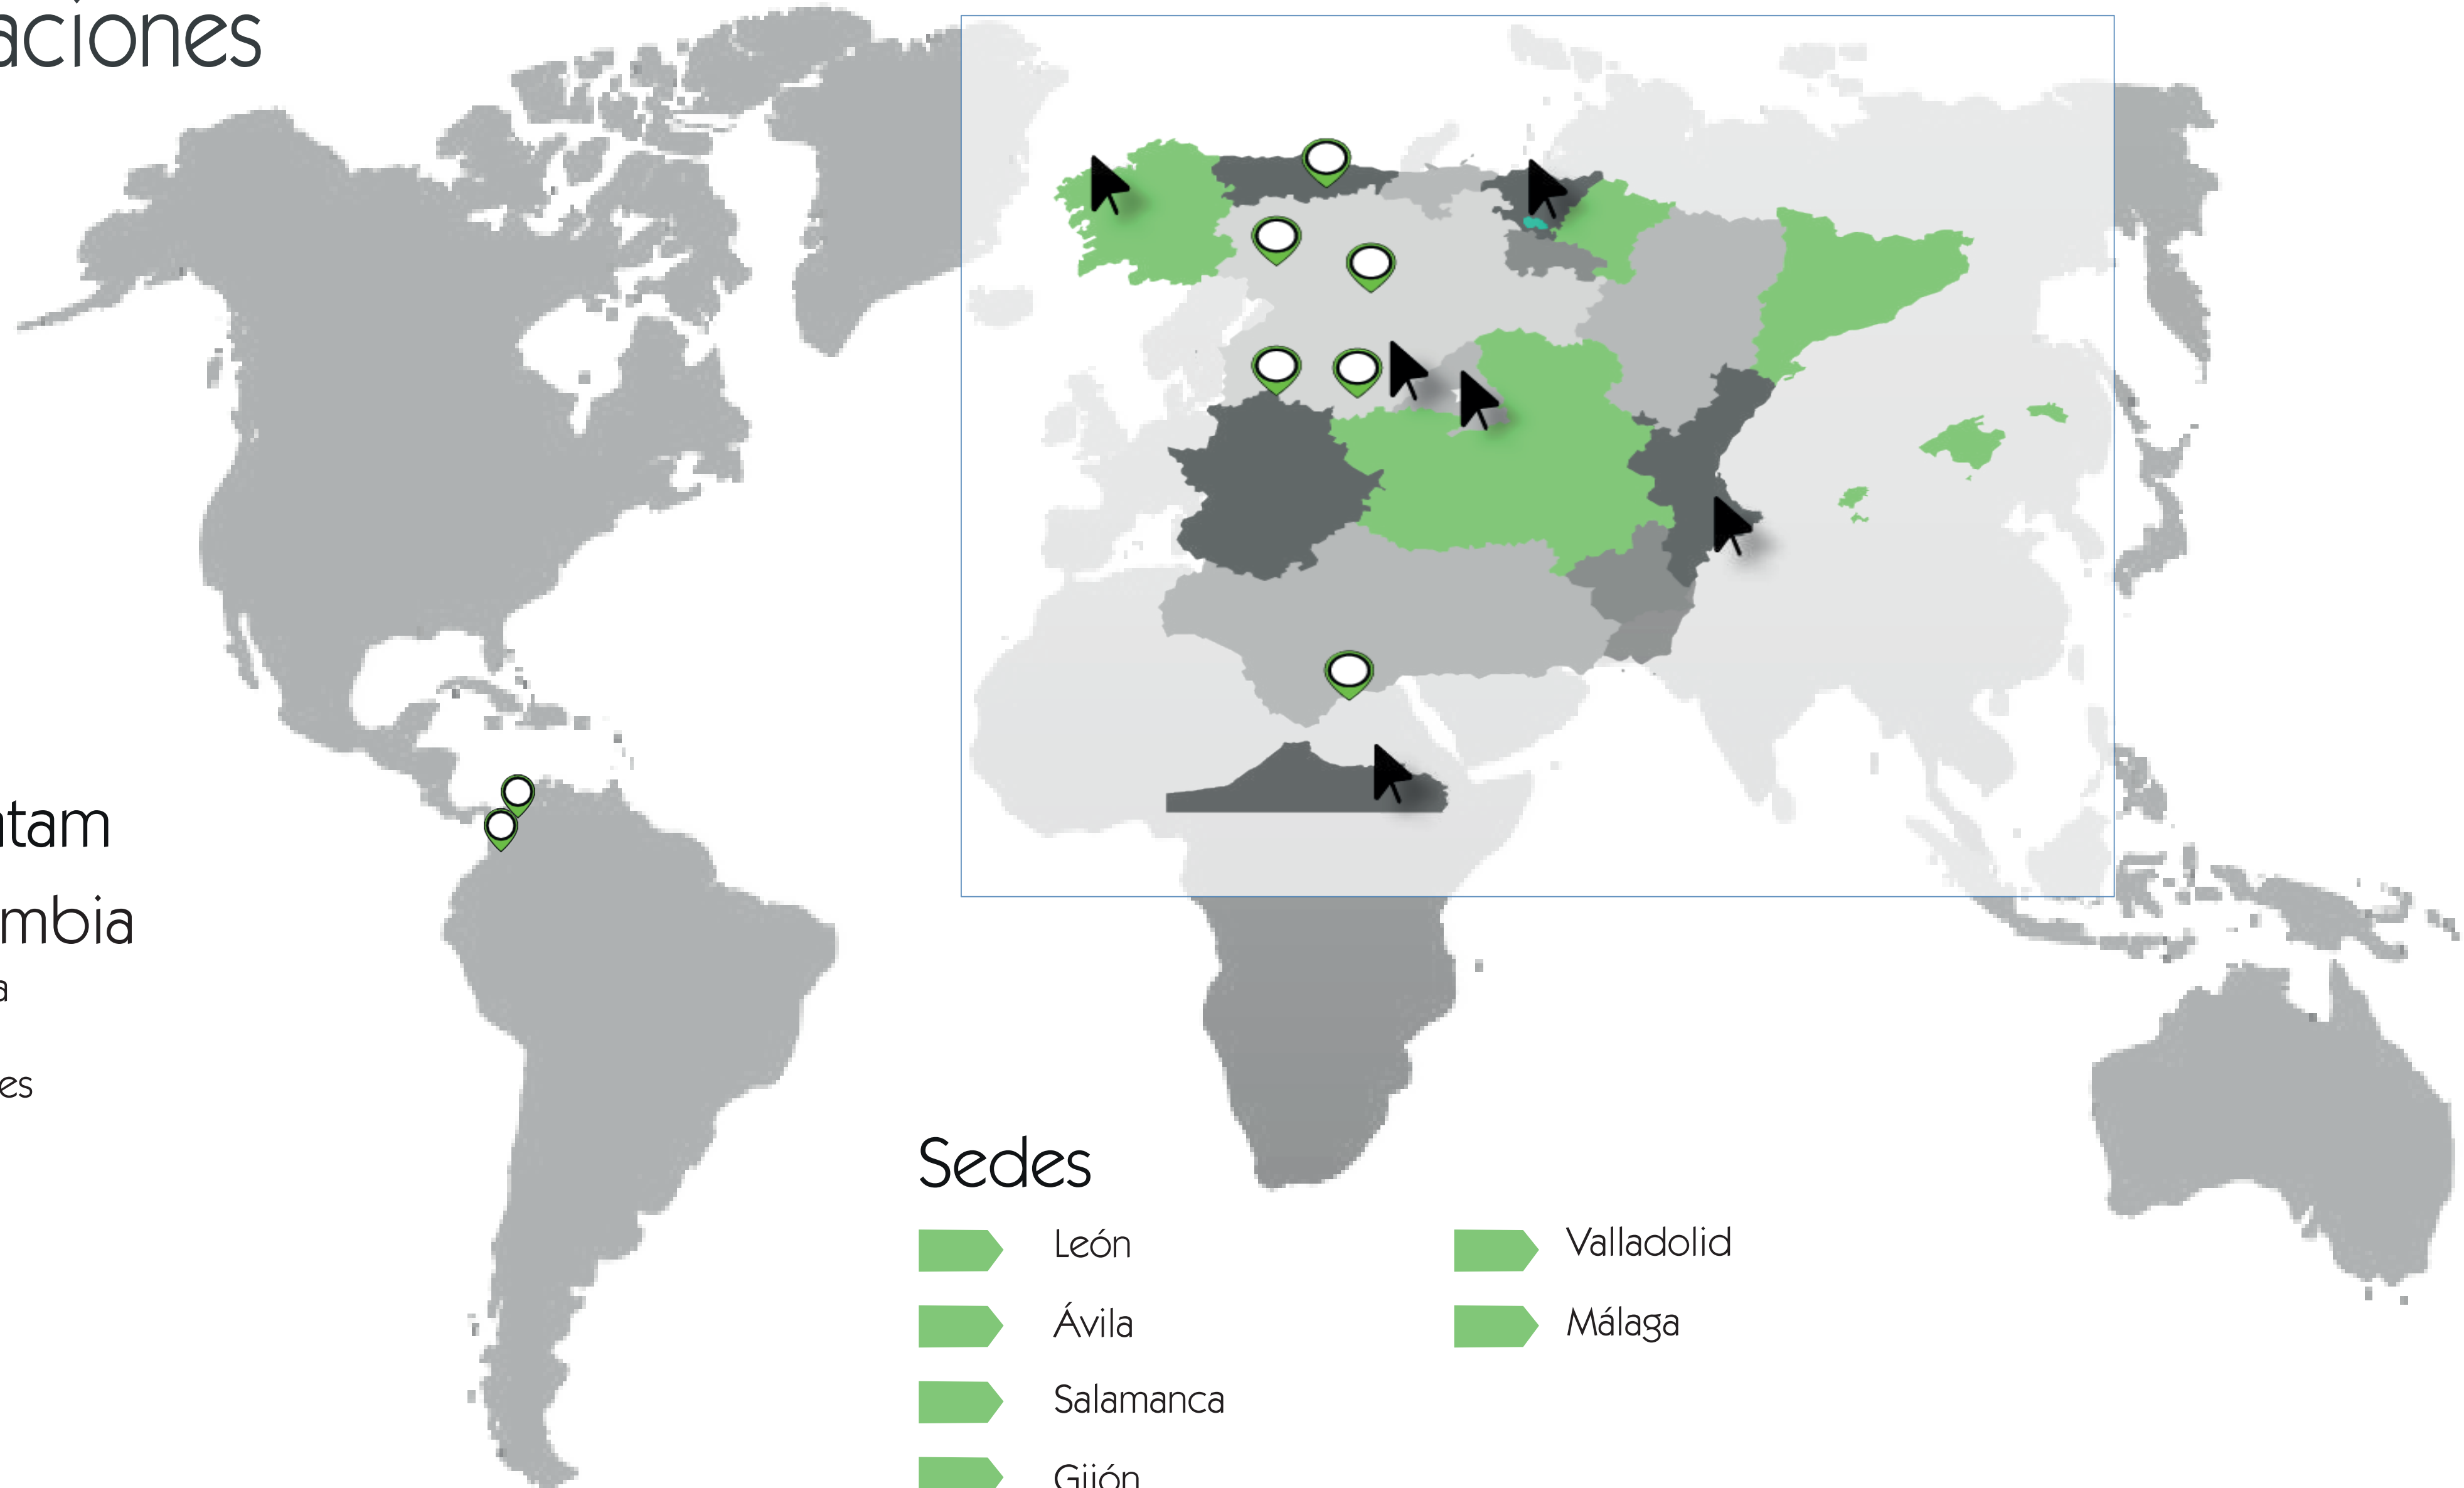 aciones
tam
mbia
a
es
Sedes
León
Ávila
Salamanca
Gijón
Valladolid
Málaga